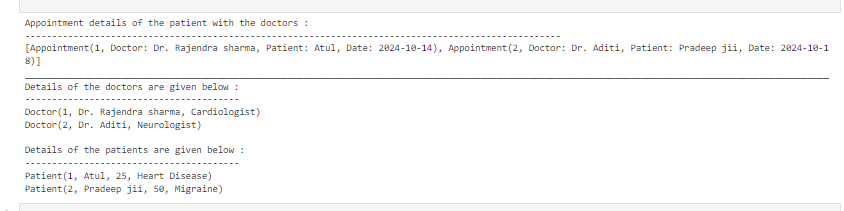 Appointment details of the patient with the doctors :
----------------------------------------------------------------------------------------------------
[Appointment(1, Doctor: Dr. Rajendra sharma, Patient: Atul, Date: 2024-10-14), Appointment(2, Doctor: Dr. Aditi, Patient: Pradeep jii, Date: 2024-10-1
8)]
______________________________________________________________________________________________________________________________________________________
Details of the doctors are given below :
----------------------------------------
Doctor(1, Dr. Rajendra sharma, Cardiologist)
Doctor(2, Dr. Aditi, Neurologist)
Details of the patients are given below :
----------------------------------------
Patient(1, Atul, 25, Heart Disease)
Patient(2, Pradeep jii, 50, Migraine)